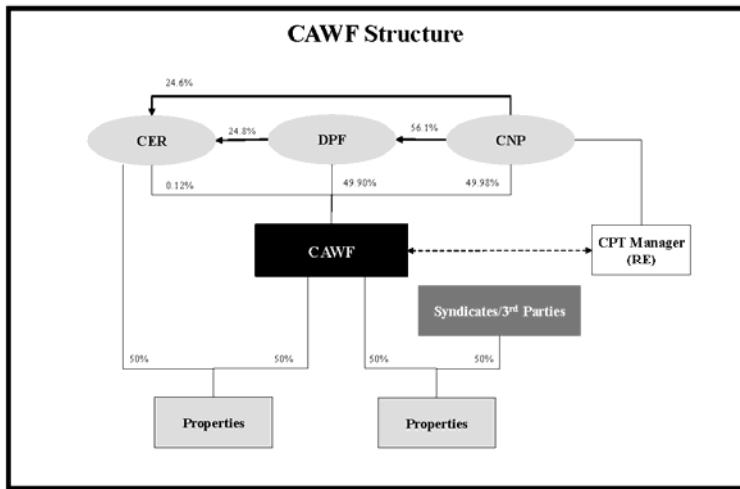 CAWF Structure
24.6%
CER
24.8%
DPF
56.1%
CNP
0.12%
49.90%
49.98%
CAWF
CPT Manager
(RE)
Syndicates/3rd Parties
50%
50%
50%
50%
Properties
Properties